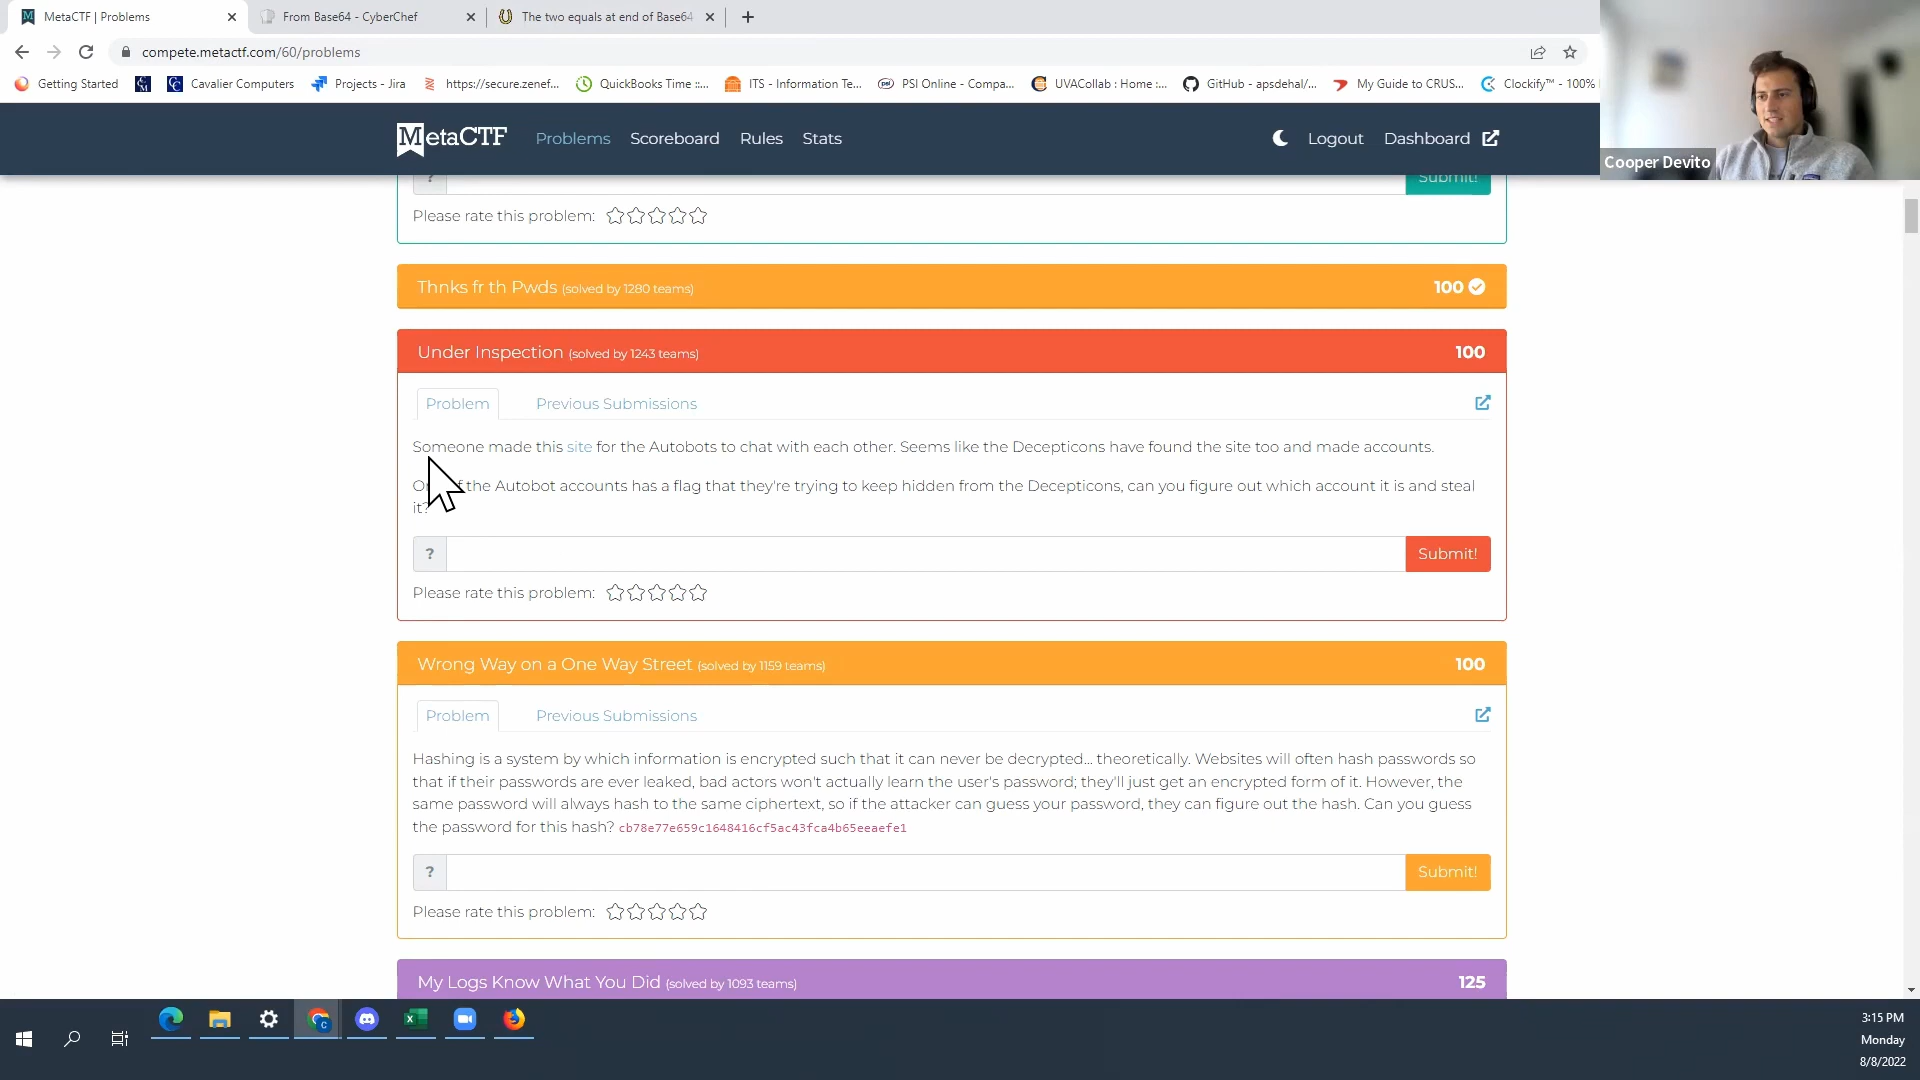 MetaCTF | Problems
From Base64 - CyberChef
The two equals at end of Base64
compete.metactf.com/60/problems
Getting Started
Cavalier Computers
Projects - Jira
https://secure.zenef...
QuickBooks Time ::...
ITS - Information Te...
PSI Online - Compa...
UVACollab : Home :...
GitHub - apsdehal/...
My Guide to CRUS...
Clockify™ - 100%
MetaCTF
Problems
Scoreboard
Rules
Stats
Logout
Dashboard
Cooper Devito
?
Submit!
Please rate this problem:
Thnks fr th Pwds (solved by 1280 teams)
100
Under Inspection (solved by 1243 teams)
100
Problem
Previous Submissions
Someone made this site for the Autobots to chat with each other. Seems like the Decepticons have found the site too and made accounts.
the Autobot accounts has a flag that they're trying to keep hidden from the Decepticons, can you figure out which account it is and steal
it?
?
Submit!
Please rate this problem:
Wrong Way on a One Way Street (solved by 1159 teams)
100
Problem
Previous Submissions
Hashing is a system by which information is encrypted such that it can never be decrypted... theoretically. Websites will often hash passwords so
that if their passwords are ever leaked, bad actors won't actually learn the user's password; they'll just get an encrypted form of it. However, the
same password will always hash to the same ciphertext, so if the attacker can guess your password, they can figure out the hash. Can you guess
the password for this hash? cb78e77e659c1648416cf5ac43fca4b65eeaefe1
?
Submit!
Please rate this problem:
My Logs Know What You Did (solved by 1093 teams)
125
3:15 PM
Monday
8/8/2022